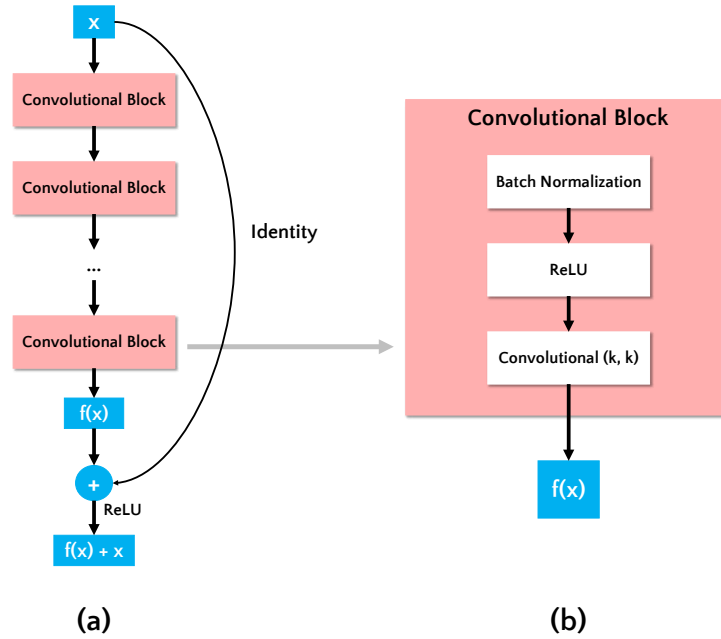 x
Convolutional Block
Convolutional Block
...
Convolutional Block
f(x)
+
ReLU
f(x) + x
Identity
(a)
Convolutional Block
Batch Normalization
ReLU
Convolutional (k, k)
f(x)
(b)